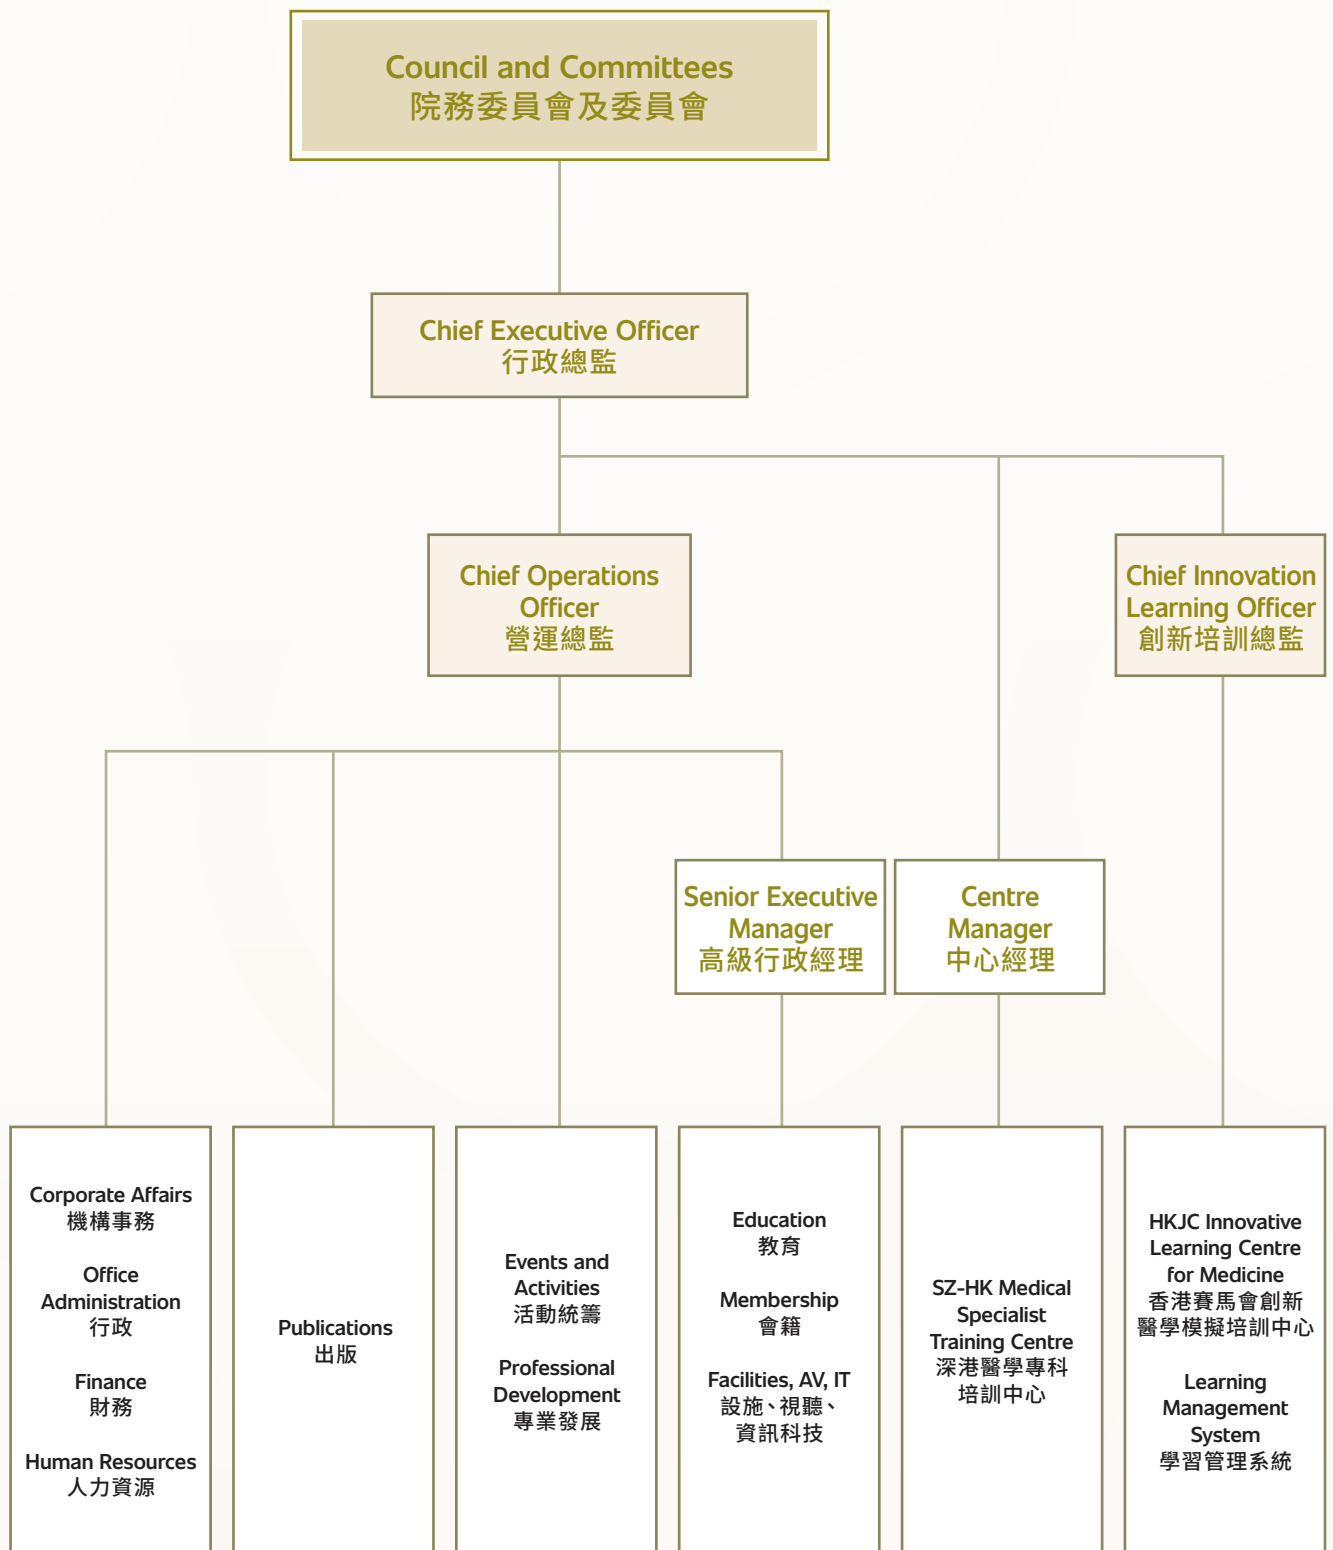 Council and Committees
院務委員會及委員會
Chief Executive Officer
行政總監
Chief Operations
Officer
營運總監
Chief Innovation
Learning Officer
創新培訓總監
Senior Executive
Manager
高級行政經理
Centre
Manager
中心經理
Corporate Affairs
機構事務
Office
Administration
行政
Finance
財務
Human Resources
人力資源
Publications
出版
Events and
Activities
活動統籌
Professional
Development
專業發展
Education
教育
Membership
會籍
Facilities, AV, IT
設施、視聽、
資訊科技
SZ-HK Medical
Specialist
Training Centre
深港醫學專科
培訓中心
HKJC Innovative
Learning Centre
for Medicine
香港賽馬會創新
醫學模擬培訓中心
Learning
Management
System
學習管理系統